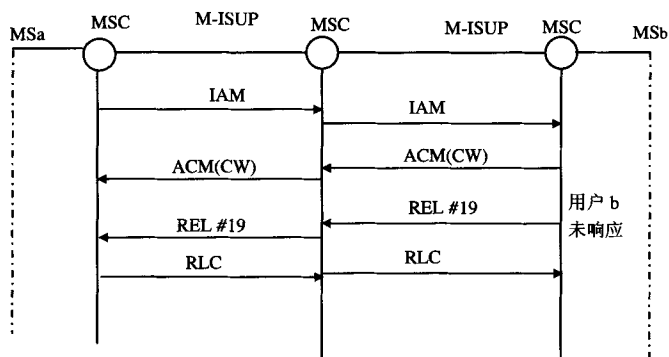 MSa
MSC
M-ISUP
MSC
M-ISUP
MSC
MSb
IAM
IAM
ACM(CW)
ACM(CW)
用户 b
未响应
REL #19
REL #19
RLC
RLC